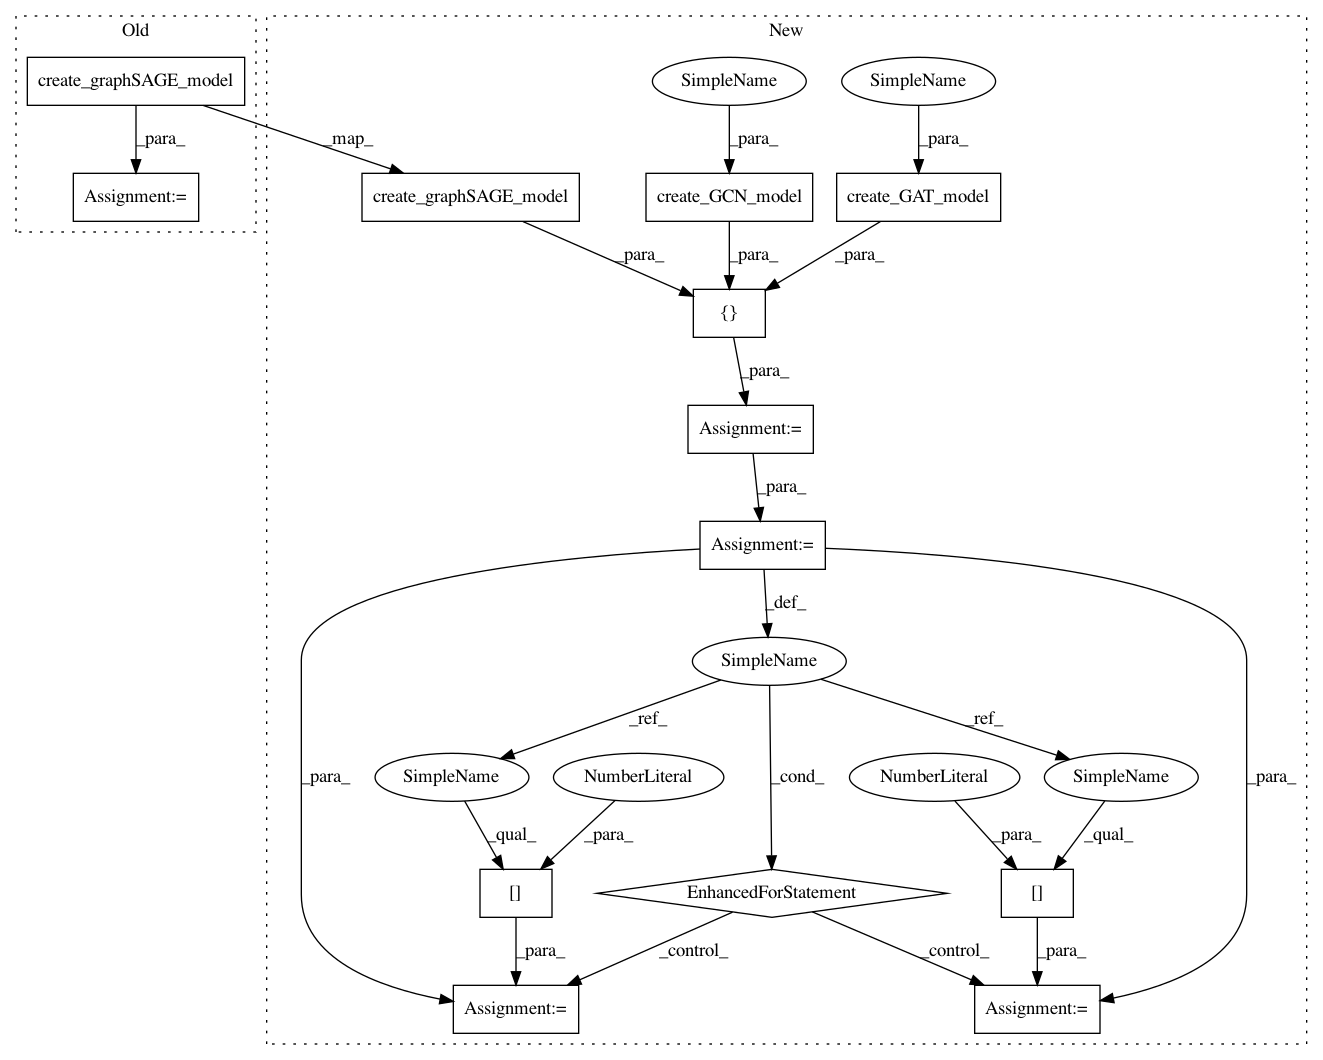 Old
New
create_graphSAGE_model
SimpleName
SimpleName
_para_
_map_
_para_
_para_
Assignment:=
create_graphSAGE_model
create_GCN_model
create_GAT_model
_para_
_para_
_para_
{}
_para_
Assignment:=
_para_
Assignment:=
_def_
SimpleName
_ref_
_ref_
_para_
SimpleName
NumberLiteral
_cond_
NumberLiteral
SimpleName
_para_
_qual_
_para_
_para_
_qual_
[]
EnhancedForStatement
[]
_para_
_control_
_control_
_para_
Assignment:=
Assignment:=